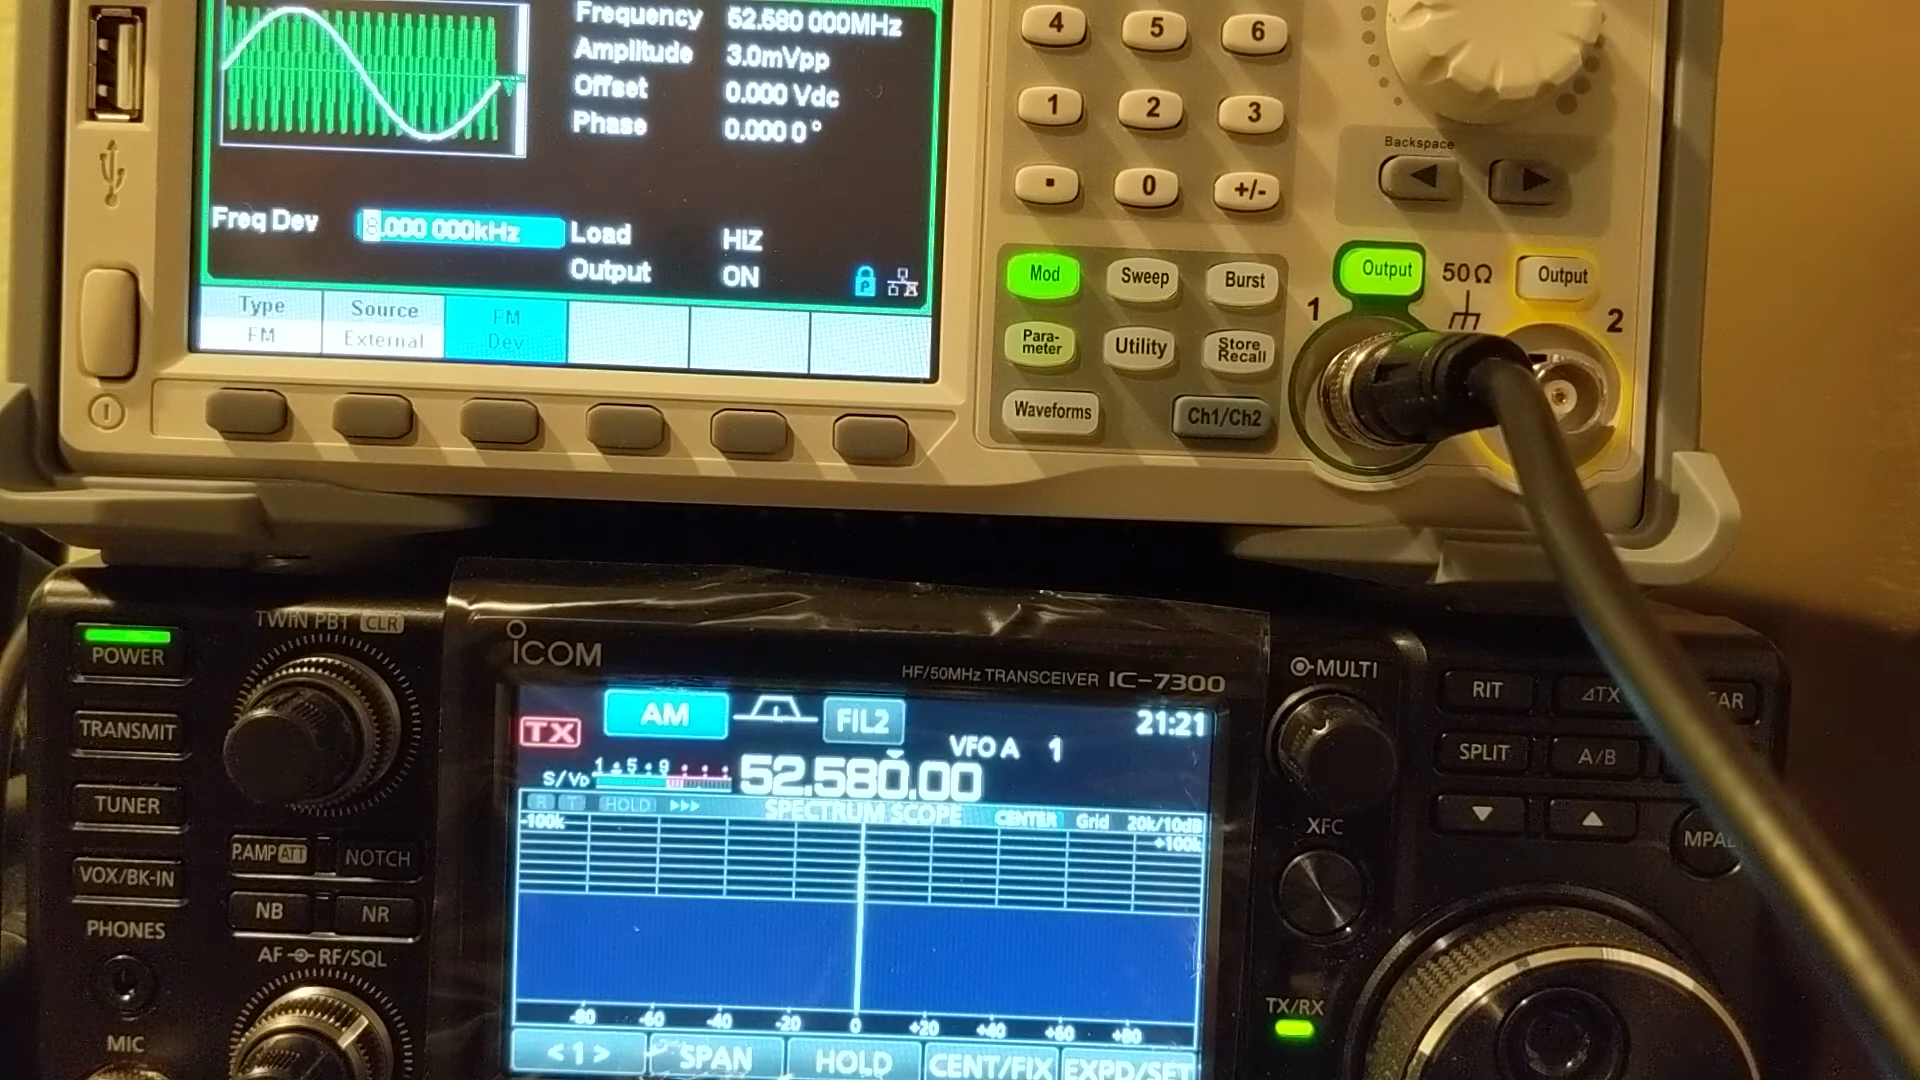 Frequency 52.580 000MHz
Amplitude 3.0mVpp
Offset 0.000 Vdc
Phase 0.000 0°
Freq Dev 8.000 000kHz
Load HIZ
Output ON
Type Source FM
FM External Dev
4 5 6
1 2 3
. 0 +/-
Backspace
Mod Sweep Burst
Para-
meter Utility Store
Recall
Waveforms Ch1/Ch2
Output 50Ω Output
1 2
ICOM
HF/50MHz TRANSCEIVER IC-7300
TWIN PBT CLR
POWER
TRANSMIT
TUNER
VOX/BK-IN
P.AMP ATT NOTCH
NB NR
PHONES
AF RF/SQL
MIC
TX AM FIL2 21:21
VFO A 1
S/VD 1 5 9 52.580.00
R T HOLD SPECTRUM SCOPE CENTER Grid 20k/10dB
-100k +100k
-80 -60 -40 -20 0 +20 +40 +60 +80
<1> SPAN HOLD CENT/FIX EXPD/SET
MULTI
RIT ⊿TX
SPLIT A/B
XFC
TX/RX